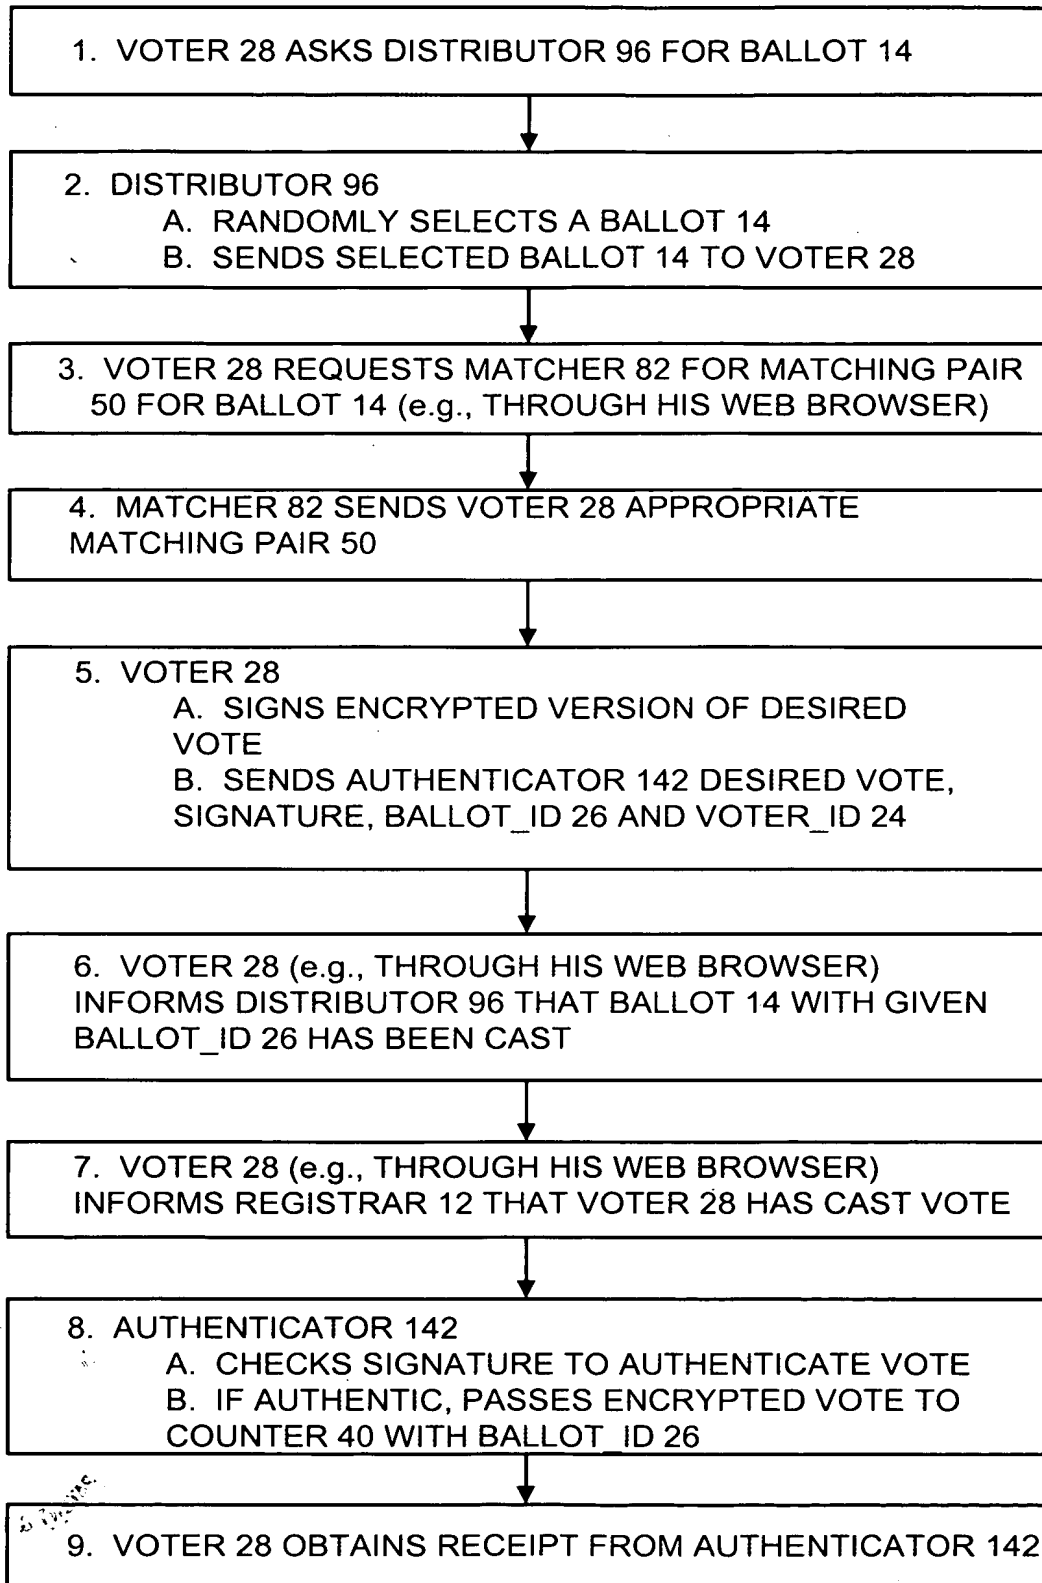 1. VOTER 28 ASKS DISTRIBUTOR 96 FOR BALLOT 14
2. DISTRIBUTOR 96
A. RANDOMLY SELECTS A BALLOT 14
B. SENDS SELECTED BALLOT 14 TO VOTER 28
3. VOTER 28 REQUESTS MATCHER 82 FOR MATCHING PAIR
50 FOR BALLOT 14 (e.g., THROUGH HIS WEB BROWSER)
4. MATCHER 82 SENDS VOTER 28 APPROPRIATE
MATCHING PAIR 50
5. VOTER 28
A. SIGNS ENCRYPTED VERSION OF DESIRED
VOTE
B. SENDS AUTHENTICATOR 142 DESIRED VOTE,
SIGNATURE, BALLOT_ID 26 AND VOTER_ID 24
6. VOTER 28 (e.g., THROUGH HIS WEB BROWSER)
INFORMS DISTRIBUTOR 96 THAT BALLOT 14 WITH GIVEN
BALLOT_ID 26 HAS BEEN CAST
7. VOTER 28 (e.g., THROUGH HIS WEB BROWSER)
INFORMS REGISTRAR 12 THAT VOTER 28 HAS CAST VOTE
8. AUTHENTICATOR 142
A. CHECKS SIGNATURE TO AUTHENTICATE VOTE
B. IF AUTHENTIC, PASSES ENCRYPTED VOTE TO
COUNTER 40 WITH BALLOT_ID 26
9. VOTER 28 OBTAINS RECEIPT FROM AUTHENTICATOR 142